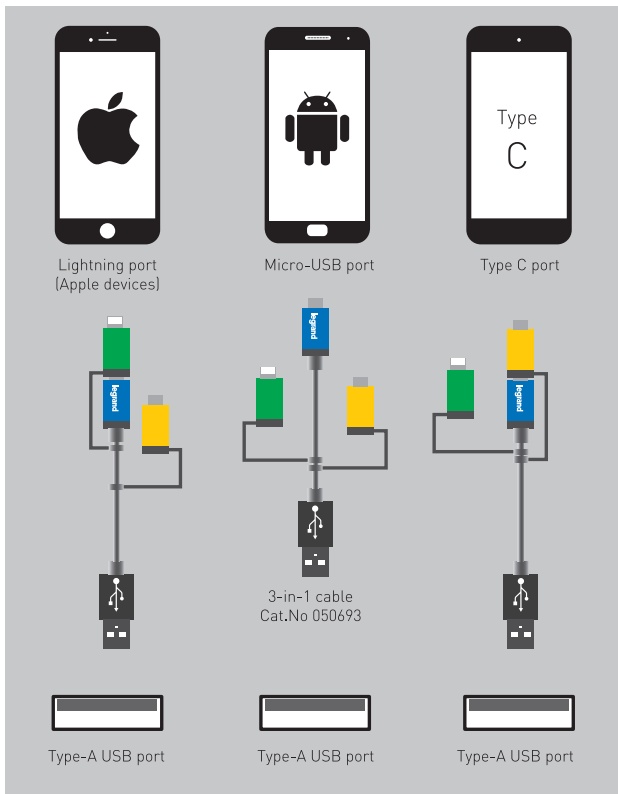 Type
C
Lightning port
(Apple devices)
Micro-USB port
Type C port
legrand
legrand
legrand
3-in-1 cable
Cat.No 050693
Type-A USB port
Type-A USB port
Type-A USB port